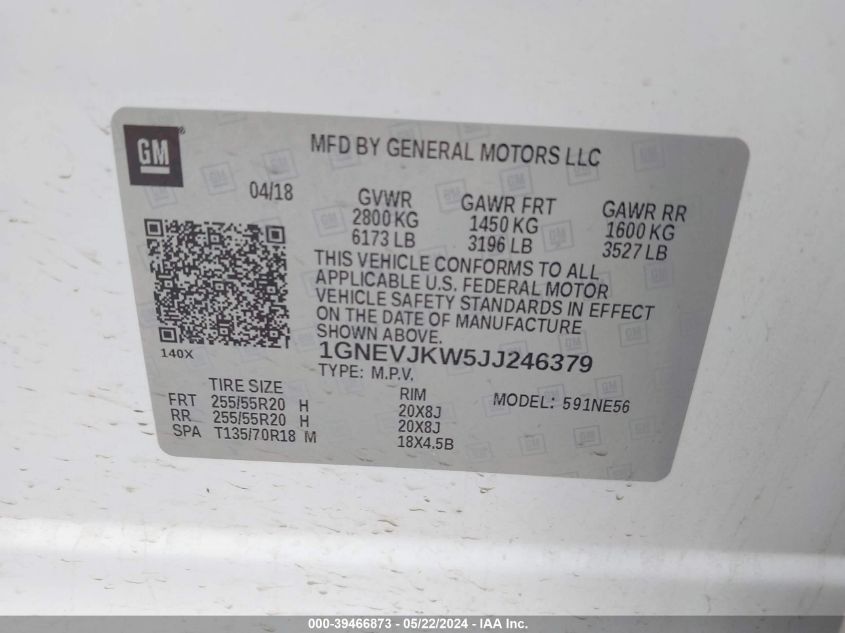 GM®
MFD BY GENERAL MOTORS LLC
04/18
GVWR
2800 KG
6173 LB
GAWR FRT
1450 KG
3196 LB
GAWR RR
1600 KG
3527 LB
THIS VEHICLE CONFORMS TO ALL
APPLICABLE U.S. FEDERAL MOTOR
VEHICLE SAFETY STANDARDS IN EFFECT
ON THE DATE OF MANUFACTURE
SHOWN ABOVE.
140X
1GNEVJKW5JJ246379
TYPE: M.P.V.
TIRE SIZE RIM MODEL: 591NE56
FRT 255/55R20 H 20X8J
RR 255/55R20 H 20X8J
SPA T135/70R18 M 18X4.5B
000-39466873 - 05/22/2024 - IAA Inc.